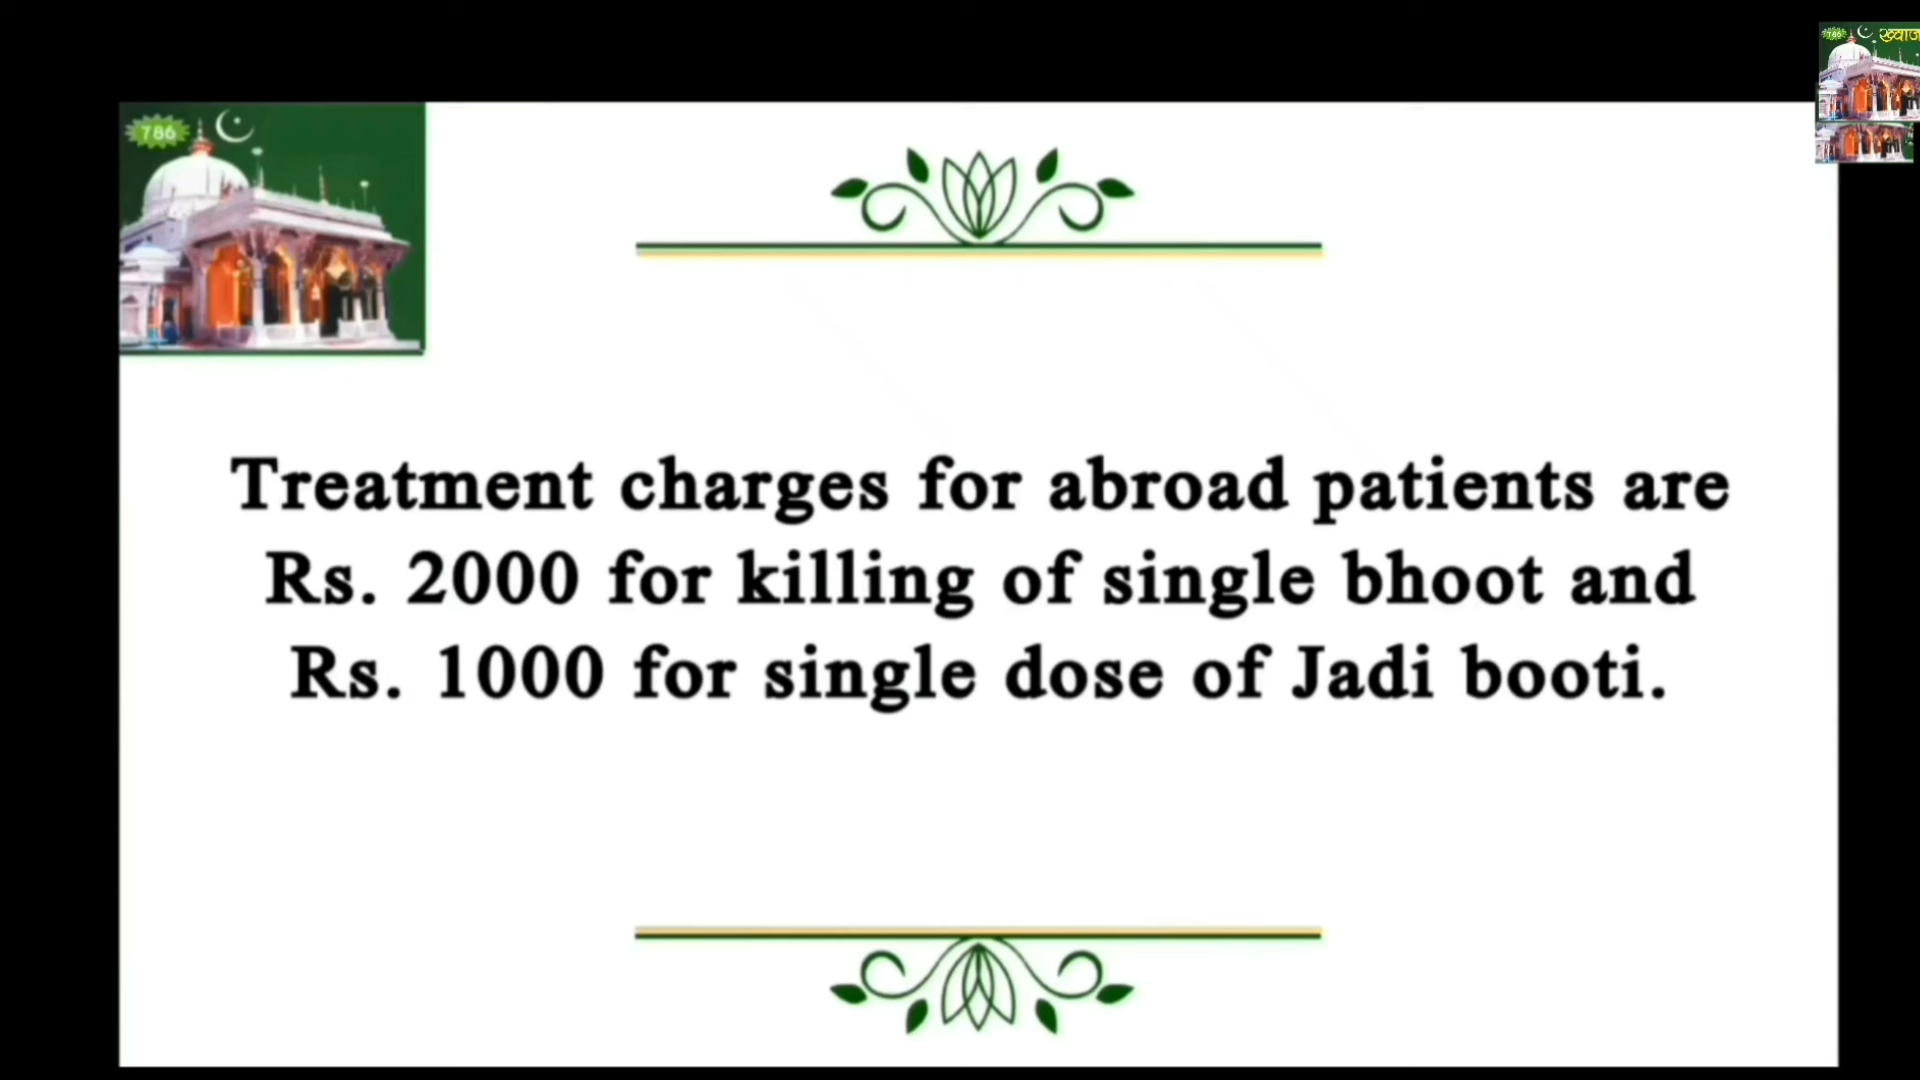 786
ख्वाज
786
Treatment charges for abroad patients are
Rs. 2000 for killing of single bhoot and
Rs. 1000 for single dose of Jadi booti.